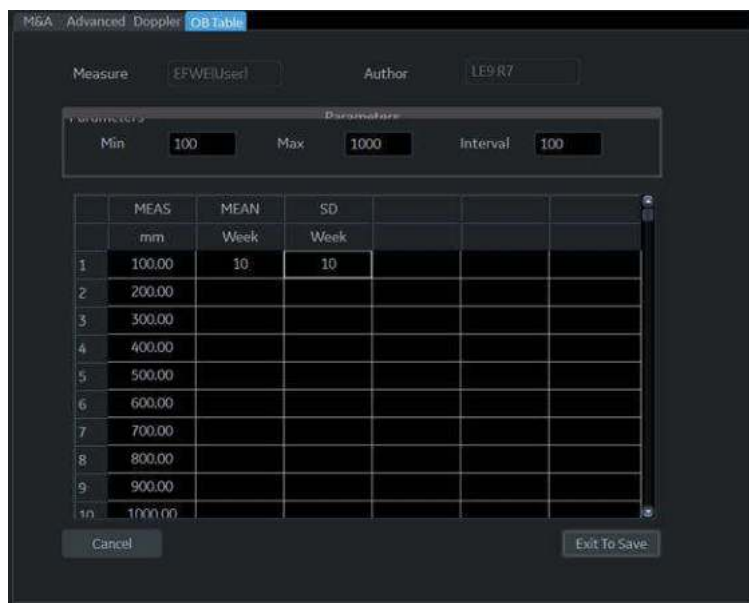 M&A Advanced Doppler OB Table
Measure EFWE(User) Author LE9 R7
Parameters Parameters
Min 100 Max 1000 Interval 100
MEAS MEAN SD
mm Week Week
1 100.00 10 10
2 200.00
3 300.00
4 400.00
5 500.00
6 600.00
7 700.00
8 800.00
9 900.00
10 1000.00
Cancel Exit To Save